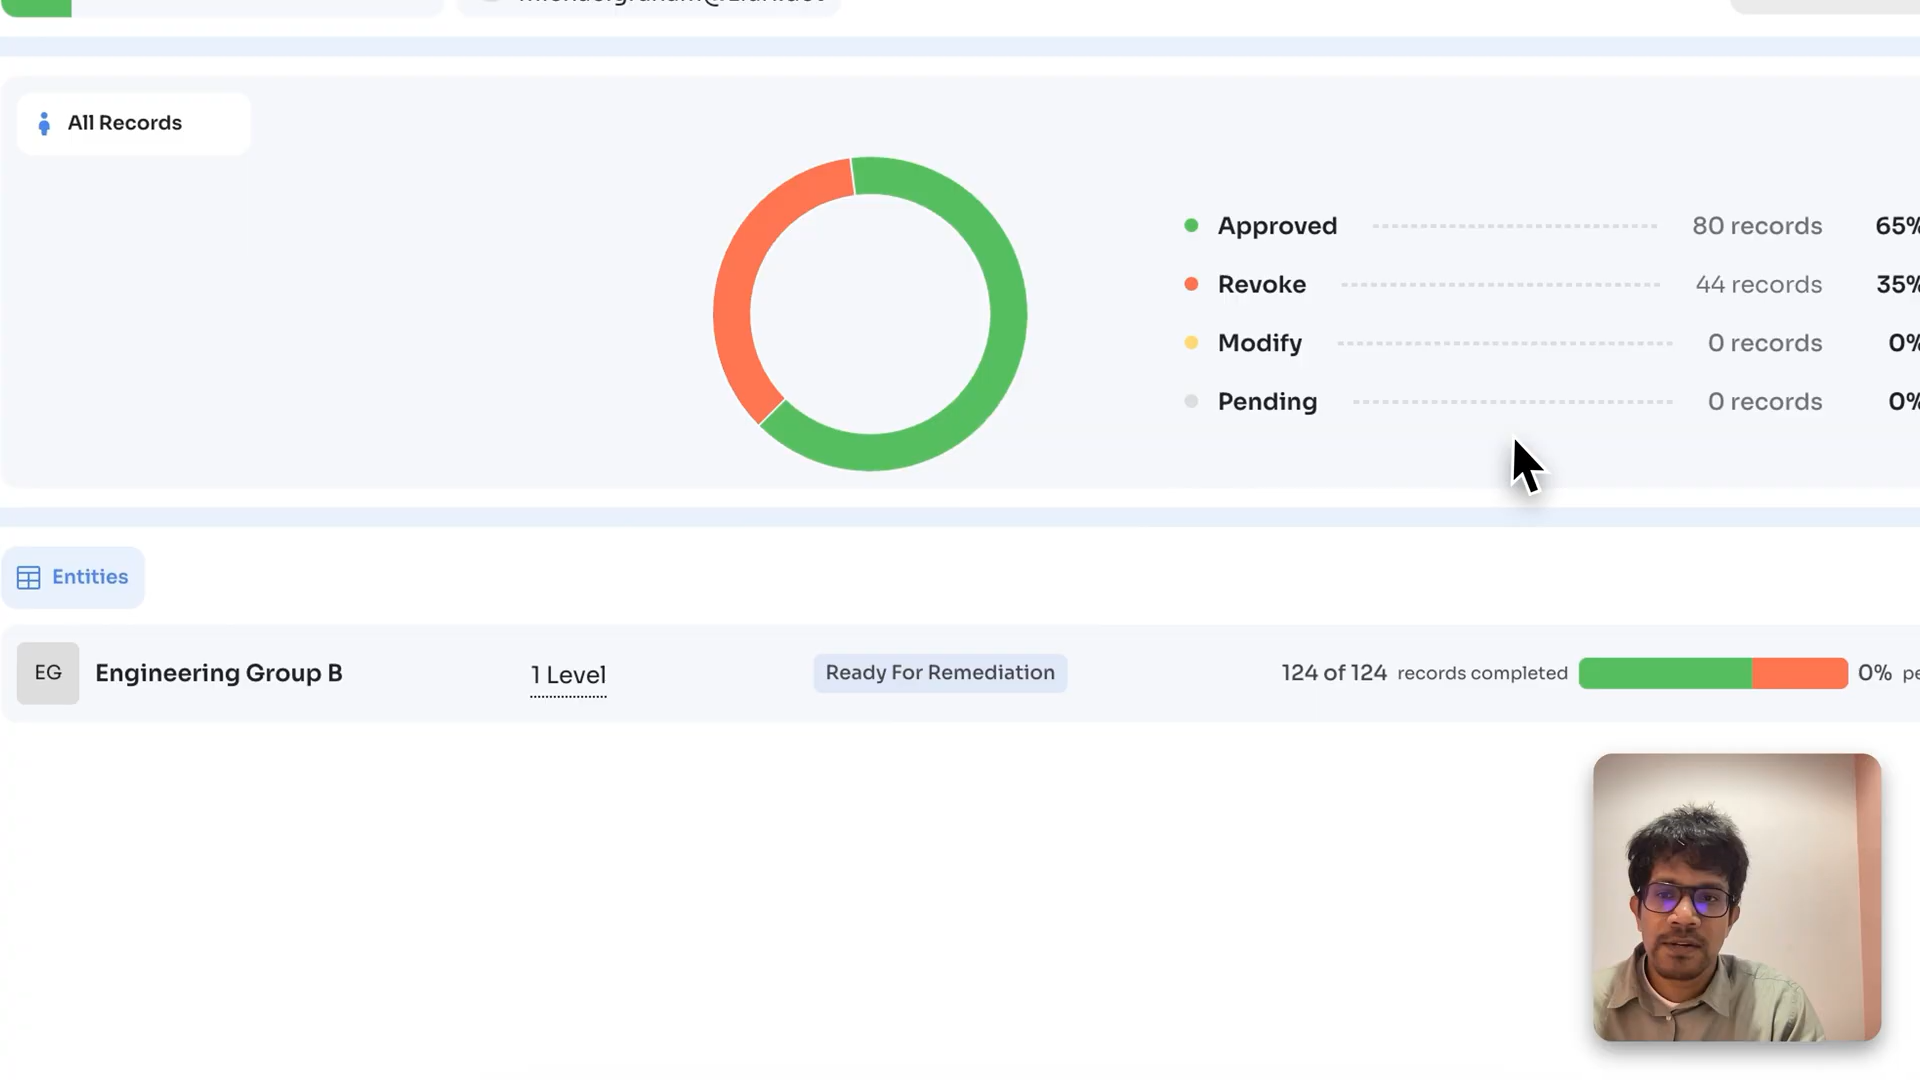 All Records
Approved 80 records 65%
Revoke 44 records 35%
Modify 0 records 0%
Pending 0 records 0%
Entities
EG Engineering Group B 1 Level Ready For Remediation 124 of 124 records completed 0%